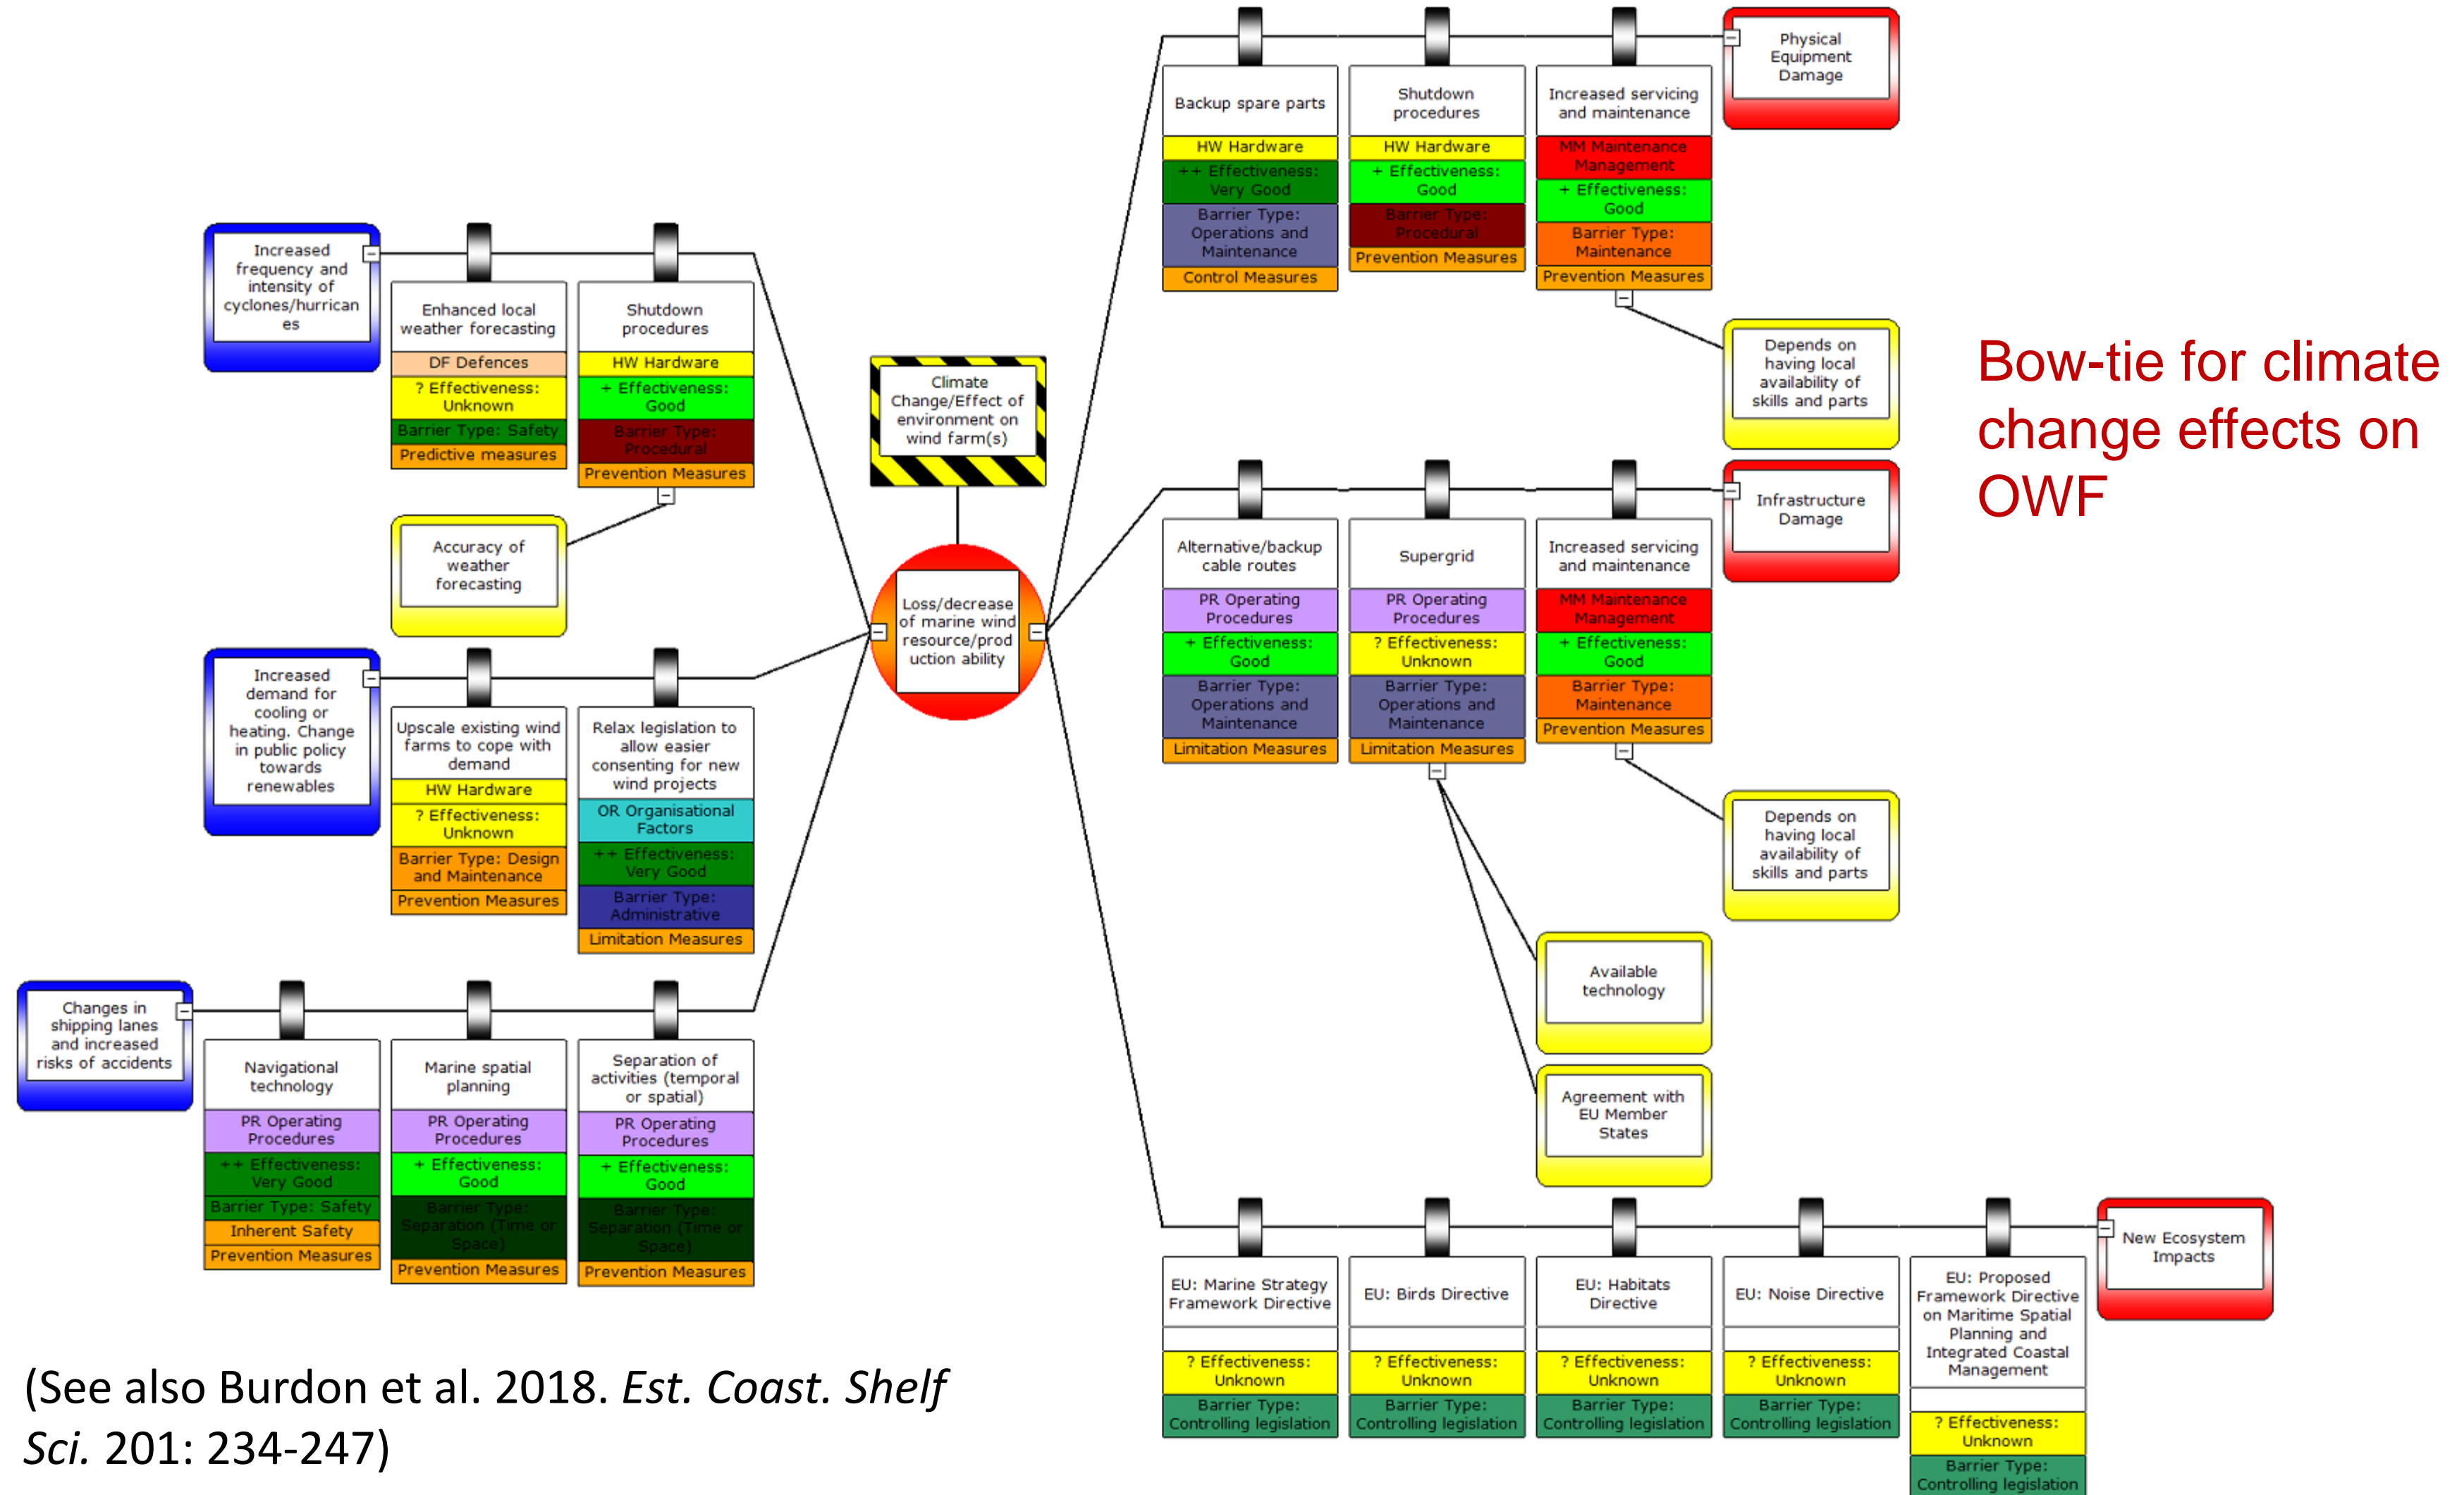 Increased
frequency and
intensity of
cyclones/hurrican
es
Enhanced local
weather forecasting
DF Defences
? Effectiveness:
Unknown
Barrier Type: Safety
Predictive measures
Shutdown
procedures
HW Hardware
+ Effectiveness:
Good
Barrier Type:
Procedural
Prevention Measures
Accuracy of
weather
forecasting
Increased
demand for
cooling or
heating. Change
in public policy
towards
renewables
Upscale existing wind
farms to cope with
demand
HW Hardware
? Effectiveness:
Unknown
Barrier Type: Design
and Maintenance
Prevention Measures
Relax legislation to
allow easier
consenting for new
wind projects
OR Organisational
Factors
++ Effectiveness:
Very Good
Barrier Type:
Administrative
Limitation Measures
Changes in
shipping lanes
and increased
risks of accidents
Navigational
technology
PR Operating
Procedures
++ Effectiveness:
Very Good
Barrier Type: Safety
Inherent Safety
Prevention Measures
Marine spatial
planning
PR Operating
Procedures
+ Effectiveness:
Good
Barrier Type:
Separation (Time or
Space)
Prevention Measures
Separation of
activities (temporal
or spatial)
PR Operating
Procedures
+ Effectiveness:
Good
Barrier Type:
Separation (Time or
Space)
Prevention Measures
Climate
Change/Effect of
environment on
wind farm(s)
Loss/decrease
of marine wind
resource/prod
uction ability
Backup spare parts
HW Hardware
++ Effectiveness:
Very Good
Barrier Type:
Operations and
Maintenance
Control Measures
Shutdown
procedures
HW Hardware
+ Effectiveness:
Good
Barrier Type:
Procedural
Prevention Measures
Increased servicing
and maintenance
MM Maintenance
Management
+ Effectiveness:
Good
Barrier Type:
Maintenance
Prevention Measures
Physical
Equipment
Damage
Depends on
having local
availability of
skills and parts
Alternative/backup
cable routes
PR Operating
Procedures
+ Effectiveness:
Good
Barrier Type:
Operations and
Maintenance
Limitation Measures
Supergrid
PR Operating
Procedures
? Effectiveness:
Unknown
Barrier Type:
Operations and
Maintenance
Limitation Measures
Increased servicing
and maintenance
MM Maintenance
Management
+ Effectiveness:
Good
Barrier Type:
Maintenance
Prevention Measures
Infrastructure
Damage
Depends on
having local
availability of
skills and parts
Available
technology
Agreement with
EU Member
States
EU: Marine Strategy
Framework Directive
? Effectiveness:
Unknown
Barrier Type:
Controlling legislation
EU: Birds Directive
? Effectiveness:
Unknown
Barrier Type:
Controlling legislation
EU: Habitats
Directive
? Effectiveness:
Unknown
Barrier Type:
Controlling legislation
EU: Noise Directive
? Effectiveness:
Unknown
Barrier Type:
Controlling legislation
EU: Proposed
Framework Directive
on Maritime Spatial
Planning and
Integrated Coastal
Management
? Effectiveness:
Unknown
Barrier Type:
Controlling legislation
New Ecosystem
Impacts
Bow-tie for climate
change effects on
OWF
(See also Burdon et al. 2018. Est. Coast. Shelf
Sci. 201: 234-247)